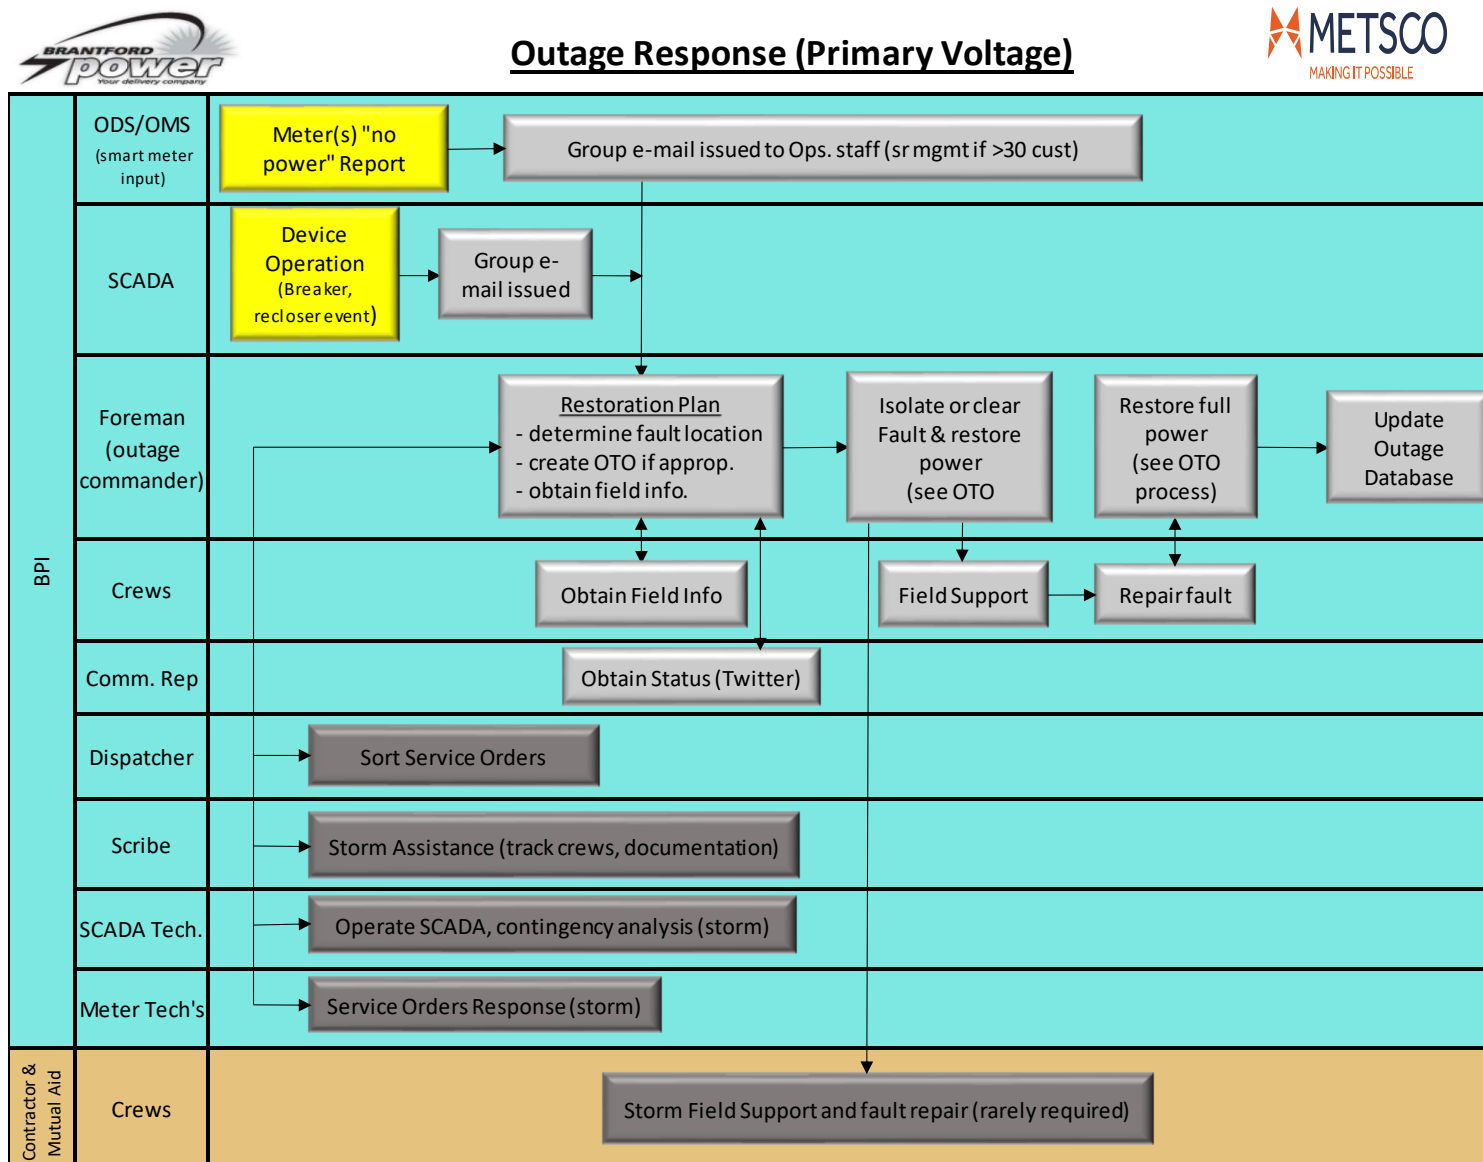 BRANTFORD
power
Your delivery company
Outage Response (Primary Voltage)
METSCO
MAKING IT POSSIBLE
BPI
ODS/OMS
(smart meter
input)
Meter(s) "no
power" Report
Group e-mail issued to Ops. staff (sr mgmt if >30 cust)
SCADA
Device
Operation
(Breaker,
recloser event)
Group e-
mail issued
Foreman
(outage
commander)
Restoration Plan
- determine fault location
- create OTO if approp.
- obtain field info.
Isolate or clear
Fault & restore
power
(see OTO
Restore full
power
(see OTO
process)
Update
Outage
Database
Crews
Obtain Field Info
Field Support
Repair fault
Comm. Rep
Obtain Status (Twitter)
Dispatcher
Sort Service Orders
Scribe
Storm Assistance (track crews, documentation)
SCADA Tech.
Operate SCADA, contingency analysis (storm)
Meter Tech's
Service Orders Response (storm)
Contractor &
Mutual Aid
Crews
Storm Field Support and fault repair (rarely required)